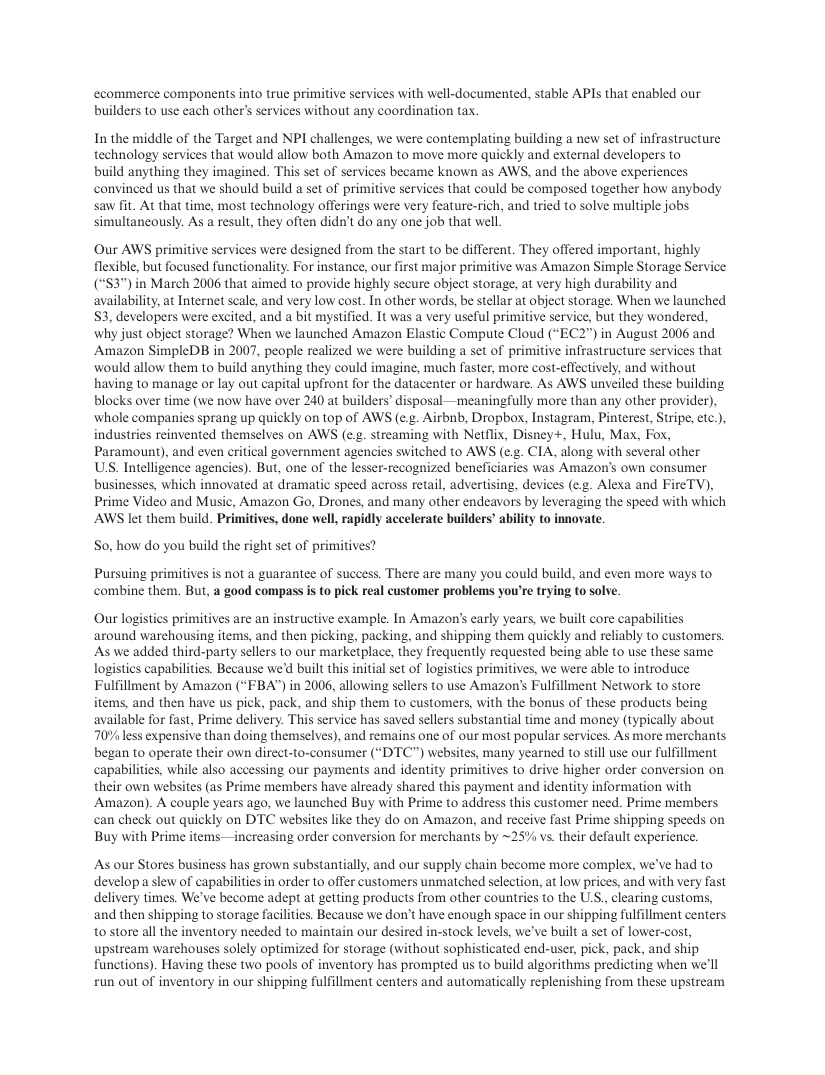 ecommerce components into true primitive services with well-documented, stable APIs that enabled our
builders to use each other's services without any coordination tax.
In the middle of the Target and NPI challenges, we were contemplating building a new set of infrastructure
technology services that would allow both Amazon to move more quickly and external developers to
build anything they imagined. This set of services became known as AWS, and the above experiences
convinced us that we should build a set of primitive services that could be composed together how anybody
saw fit. At that time, most technology offerings were very feature-rich, and tried to solve multiple jobs
simultaneously. As a result, they often didn't do any one job that well.
Our AWS primitive services were designed from the start to be different. They offered important, highly
flexible, but focused functionality. For instance, our first major primitive was Amazon Simple Storage Service
("S3") in March 2006 that aimed to provide highly secure object storage, at very high durability and
availability, at Internet scale, and very low cost. In other words, be stellar at object storage. When we launched
S3, developers were excited, and a bit mystified. It was a very useful primitive service, but they wondered,
why just object storage? When we launched Amazon Elastic Compute Cloud ("EC2") in August 2006 and
Amazon SimpleDB in 2007, people realized we were building a set of primitive infrastructure services that
would allow them to build anything they could imagine, much faster, more cost-effectively, and without
having to manage or lay out capital upfront for the datacenter or hardware. As AWS unveiled these building
blocks over time (we now have over 240 at builders' disposal—meaningfully more than any other provider),
whole companies sprang up quickly on top of AWS (e.g. Airbnb, Dropbox, Instagram, Pinterest, Stripe, etc.),
industries reinvented themselves on AWS (e.g. streaming with Netflix, Disney+, Hulu, Max, Fox,
Paramount), and even critical government agencies switched to AWS (e.g. CIA, along with several other
U.S. Intelligence agencies). But, one of the lesser-recognized beneficiaries was Amazon's own consumer
businesses, which innovated at dramatic speed across retail, advertising, devices (e.g. Alexa and FireTV),
Prime Video and Music, Amazon Go, Drones, and many other endeavors by leveraging the speed with which
AWS let them build. Primitives, done well, rapidly accelerate builders' ability to innovate.
So, how do you build the right set of primitives?
Pursuing primitives is not a guarantee of success. There are many you could build, and even more ways to
combine them. But, a good compass is to pick real customer problems you're trying to solve.
Our logistics primitives are an instructive example. In Amazon's early years, we built core capabilities
around warehousing items, and then picking, packing, and shipping them quickly and reliably to customers.
As we added third-party sellers to our marketplace, they frequently requested being able to use these same
logistics capabilities. Because we'd built this initial set of logistics primitives, we were able to introduce
Fulfillment by Amazon ("FBA") in 2006, allowing sellers to use Amazon's Fulfillment Network to store
items, and then have us pick, pack, and ship them to customers, with the bonus of these products being
available for fast, Prime delivery. This service has saved sellers substantial time and money (typically about
70% less expensive than doing themselves), and remains one of our most popular services. As more merchants
began to operate their own direct-to-consumer ("DTC") websites, many yearned to still use our fulfillment
capabilities, while also accessing our payments and identity primitives to drive higher order conversion on
their own websites (as Prime members have already shared this payment and identity information with
Amazon). A couple years ago, we launched Buy with Prime to address this customer need. Prime members
can check out quickly on DTC websites like they do on Amazon, and receive fast Prime shipping speeds on
Buy with Prime items—increasing order conversion for merchants by ~25% vs. their default experience.
As our Stores business has grown substantially, and our supply chain become more complex, we've had to
develop a slew of capabilities in order to offer customers unmatched selection, at low prices, and with very fast
delivery times. We've become adept at getting products from other countries to the U.S., clearing customs,
and then shipping to storage facilities. Because we don't have enough space in our shipping fulfillment centers
to store all the inventory needed to maintain our desired in-stock levels, we've built a set of lower-cost,
upstream warehouses solely optimized for storage (without sophisticated end-user, pick, pack, and ship
functions). Having these two pools of inventory has prompted us to build algorithms predicting when we'll
run out of inventory in our shipping fulfillment centers and automatically replenishing from these upstream